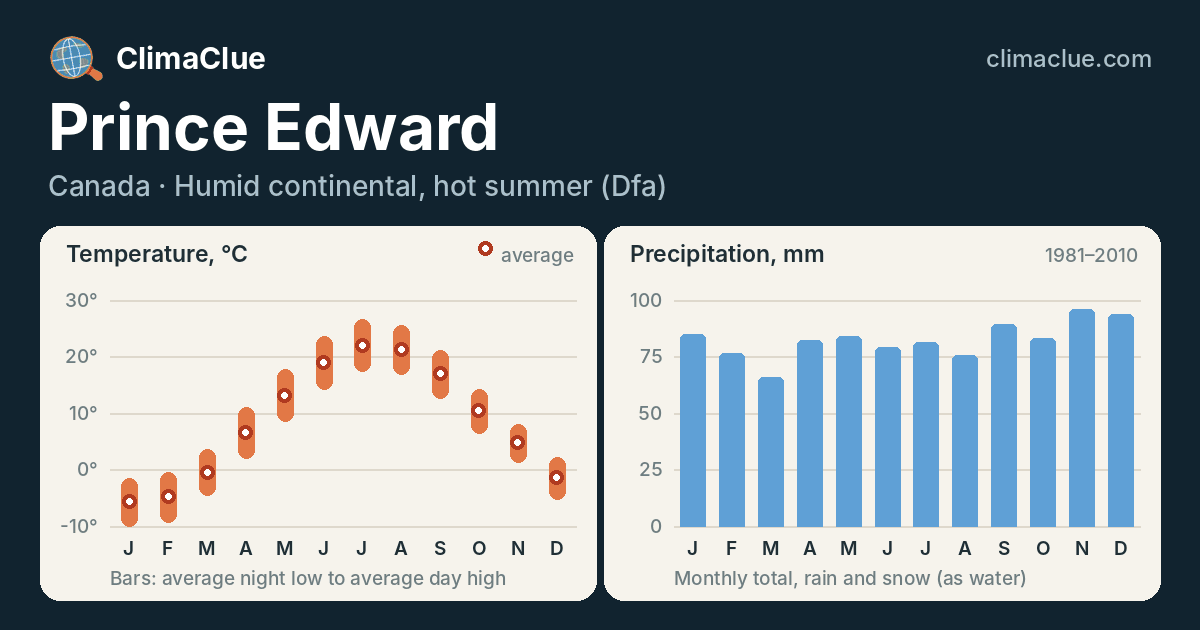 ClimaClue
climaclue.com
Prince Edward
Canada · Humid continental, hot summer (Dfa)
Temperature, °C
average
30°
20°
10°
0°
-10°
J F M A M J J A S O N D
Bars: average night low to average day high
Precipitation, mm
1981–2010
100
75
50
25
0
J F M A M J J A S O N D
Monthly total, rain and snow (as water)